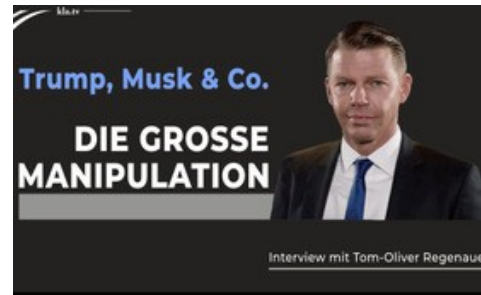 kla.tv
Trump, Musk & Co.
DIE GROSSE
MANIPULATION
Interview mit Tom-Oliver Regenaue